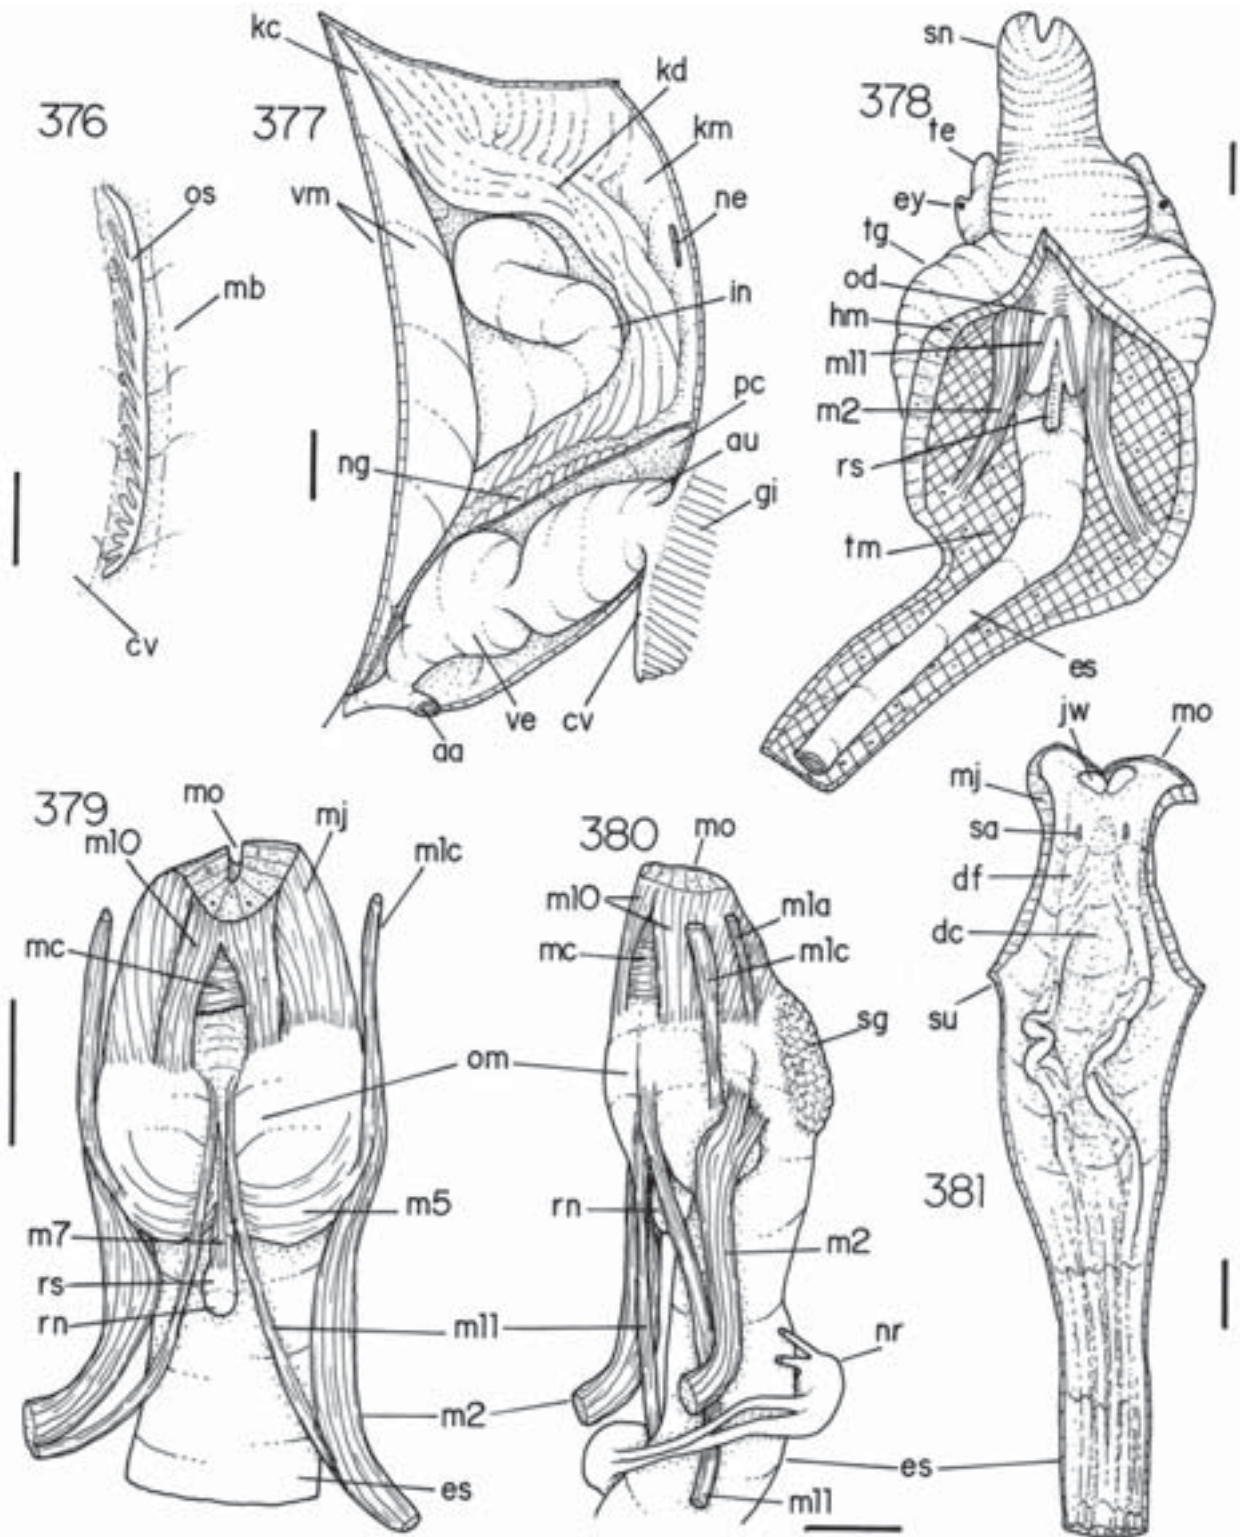 376
os
mb
cv
377
kc
vm
kd
km
ne
in
pc
au
ng
gi
ve
cv
aa
378
sn
te
ey
tg
od
hm
m11
m2
rs
tm
es
379
mo
m10
mj
m1c
mc
om
m5
m7
rs
rn
m11
m2
es
380
mo
m10
m1a
mc
m1c
sg
rn
m2
nr
es
m11
381
jw
mo
mj
sa
df
dc
su